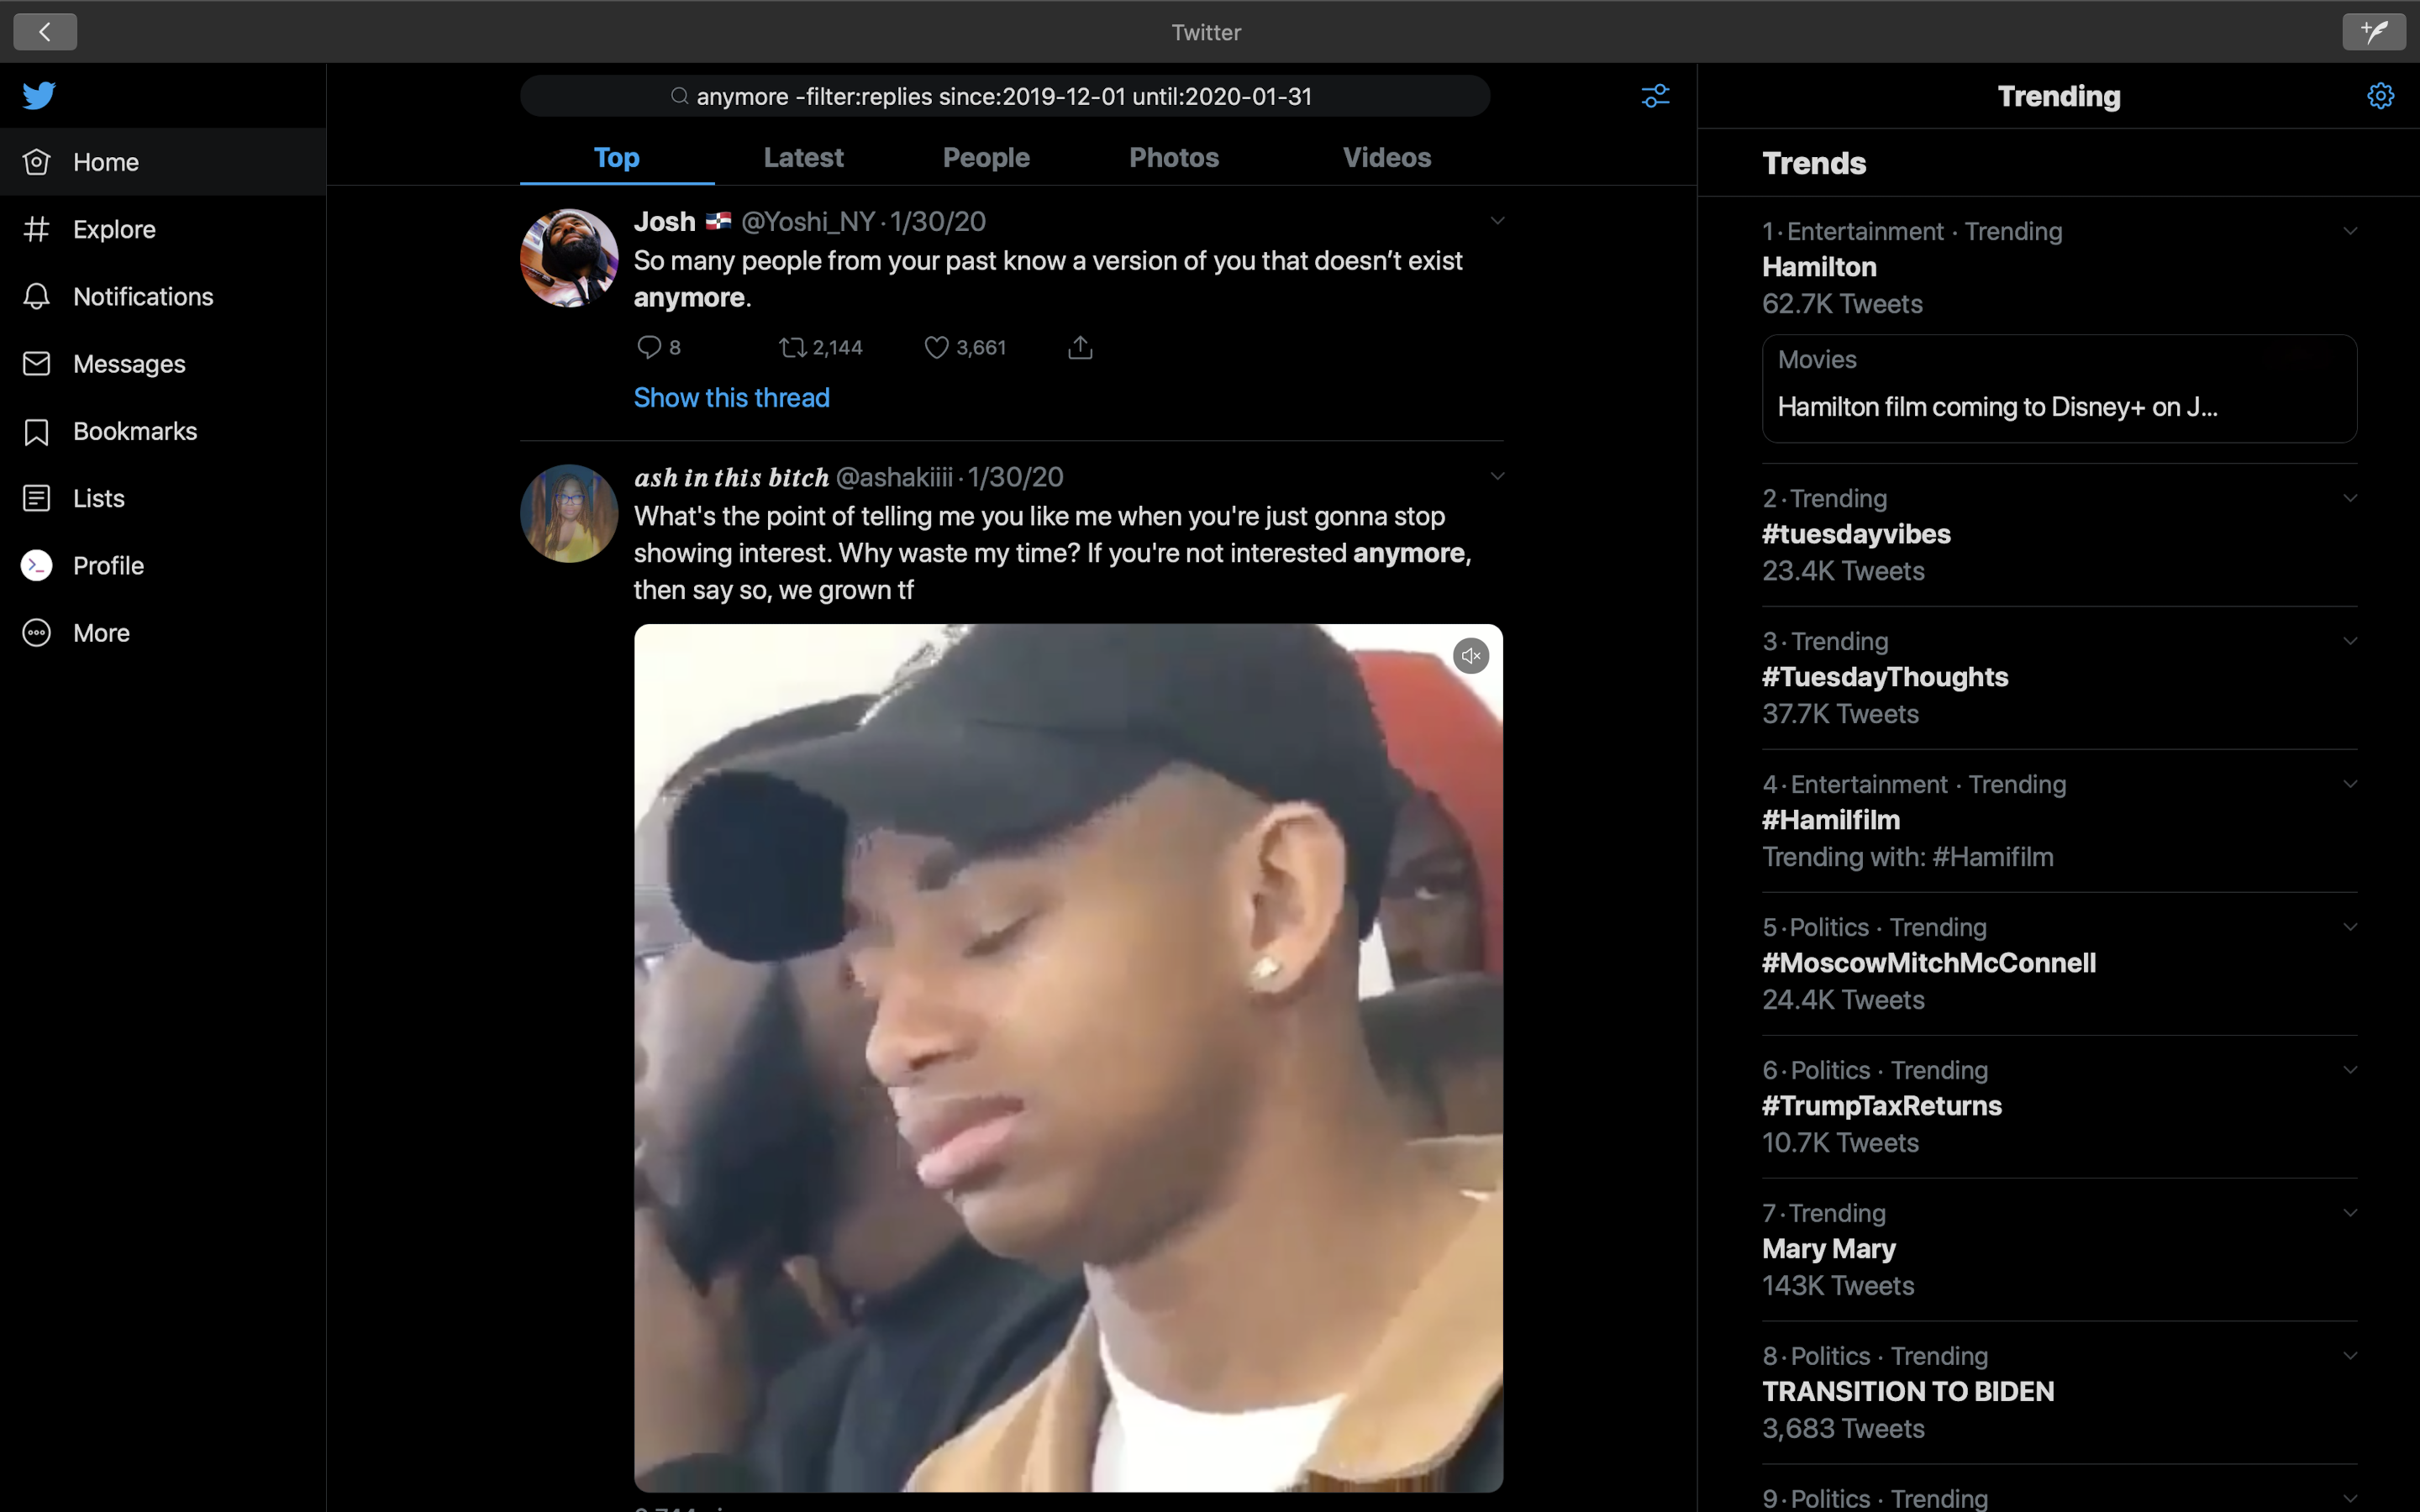 Twitter
anymore -filter:replies since:2019-12-01 until:2020-01-31
Home
Explore
Notifications
Messages
Bookmarks
Lists
Profile
More
Top
Latest
People
Photos
Videos
Josh 🇩🇴 @Yoshi_NY · 1/30/20
So many people from your past know a version of you that doesn’t exist
anymore.
8
2,144
3,661
Show this thread
ash in this bitch @ashakiiii · 1/30/20
What's the point of telling me you like me when you're just gonna stop
showing interest. Why waste my time? If you're not interested anymore,
then say so, we grown tf
Trending
Trends
1 · Entertainment · Trending
Hamilton
62.7K Tweets
Movies
Hamilton film coming to Disney+ on J...
2 · Trending
#tuesdayvibes
23.4K Tweets
3 · Trending
#TuesdayThoughts
37.7K Tweets
4 · Entertainment · Trending
#Hamilfilm
Trending with: #Hamifilm
5 · Politics · Trending
#MoscowMitchMcConnell
24.4K Tweets
6 · Politics · Trending
#TrumpTaxReturns
10.7K Tweets
7 · Trending
Mary Mary
143K Tweets
8 · Politics · Trending
TRANSITION TO BIDEN
3,683 Tweets
9 · Politics · Trending